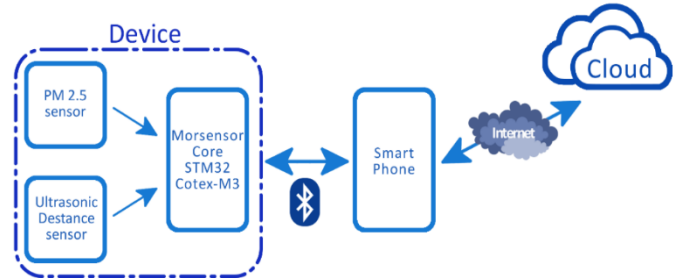 Device
PM 2.5
sensor
Ultrasonic
Destance
sensor
Morsensor
Core
STM32
Cotex-M3
Smart
Phone
Internet
Cloud